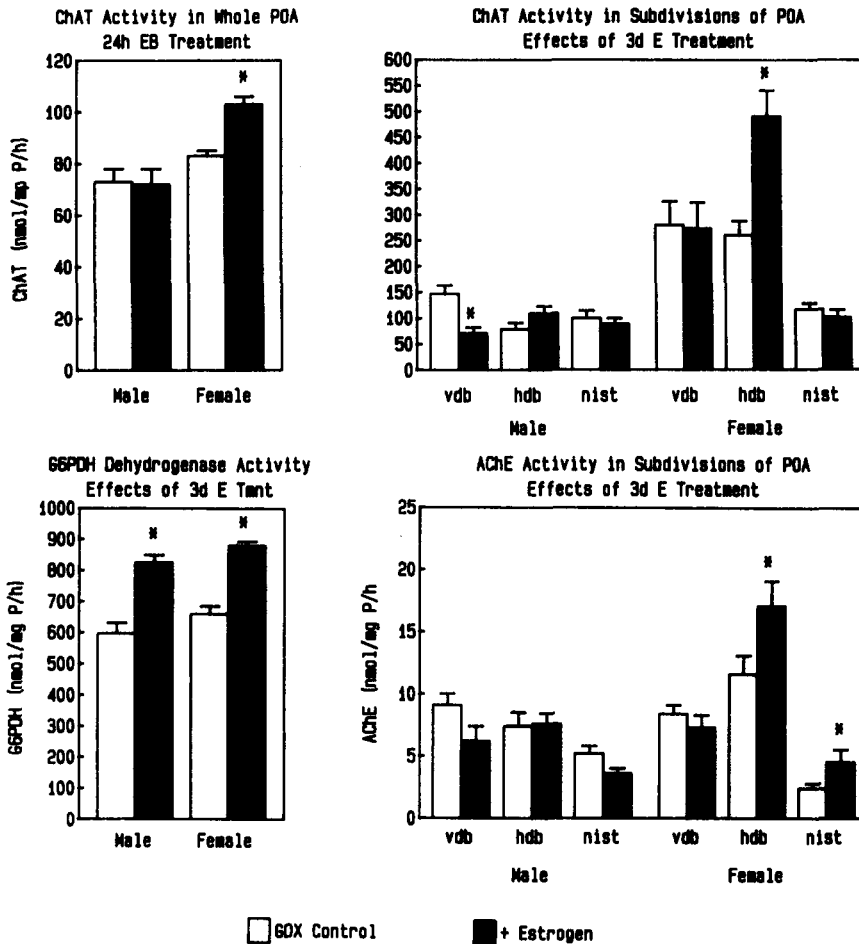 ChAT Activity in Whole POA
24h EB Treatment
ChAT (nmol/mp P/h)
120
100
80
60
40
20
0
*
Male Female
ChAT Activity in Subdivisions of POA
Effects of 3d E Treatment
600
550
500
450
400
350
300
250
200
150
100
50
0
*
*
vdb hdb nist vdb hdb nist
Male Female
G6PDH Dehydrogenase Activity
Effects of 3d E Tmnt
G6PDH (nmol/mg P/h)
1000
900
800
700
600
500
400
300
200
100
0
*
*
Male Female
AChE Activity in Subdivisions of POA
Effects of 3d E Treatment
AChE (nmol/mg P/h
25
20
15
10
5
0
*
*
vdb hdb nist vdb hdb nist
Male Female
GDX Control + Estrogen